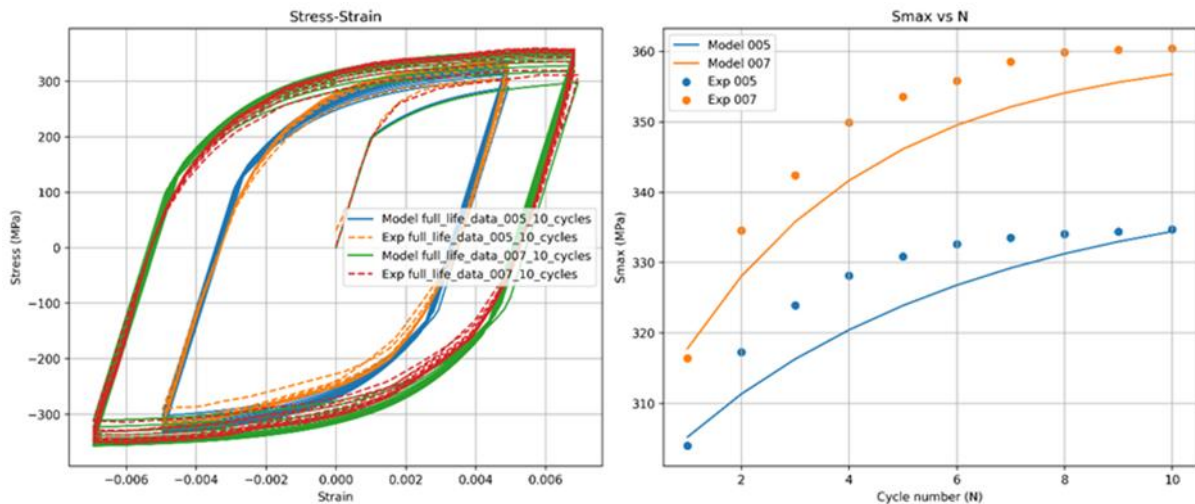 Stress-Strain
Stress (MPa)
300
200
100
0
−100
−200
−300
Model full_life_data_005_10_cycles
Exp full_life_data_005_10_cycles
Model full_life_data_007_10_cycles
Exp full_life_data_007_10_cycles
−0.006 −0.004 −0.002 0.000 0.002 0.004 0.006
Strain
Smax vs N
Smax (MPa)
360
350
340
330
320
310
Model 005
Model 007
Exp 005
Exp 007
2 4 6 8 10
Cycle number (N)